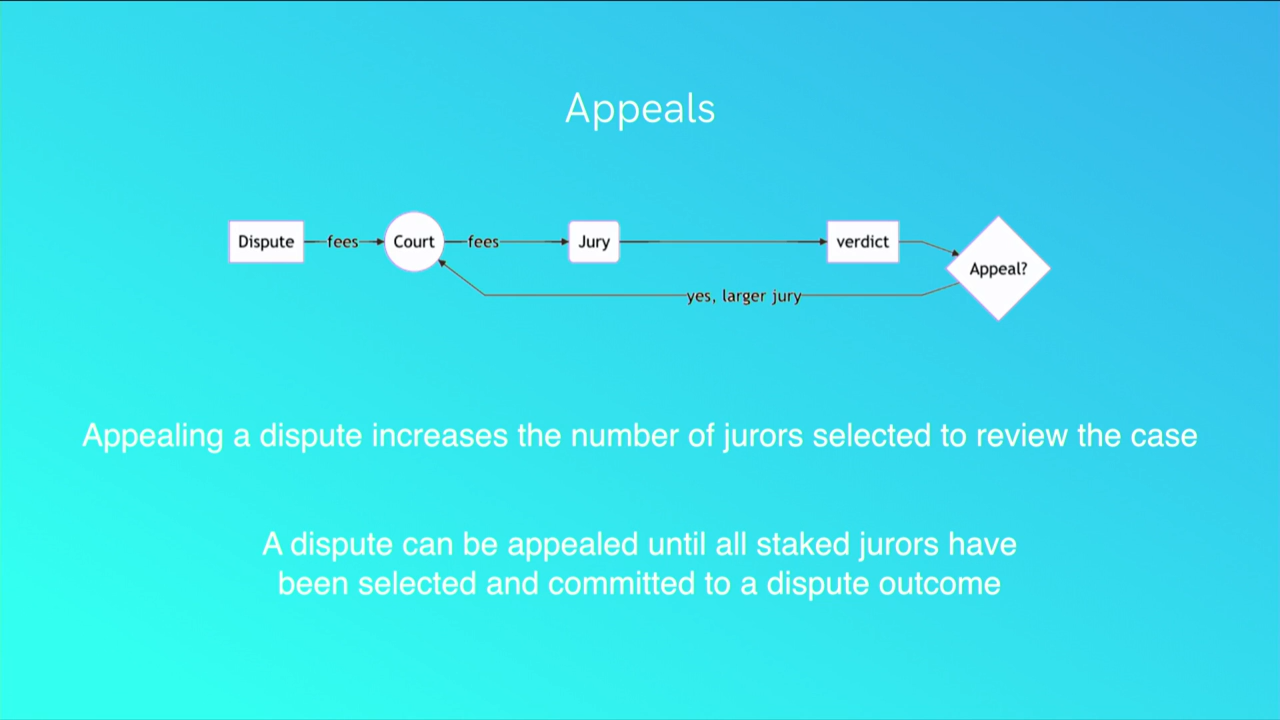 Appeals
Dispute
fees
Court
fees
Jury
verdict
Appeal?
yes, larger jury
Appealing a dispute increases the number of jurors selected to review the case
A dispute can be appealed until all staked jurors have
been selected and committed to a dispute outcome